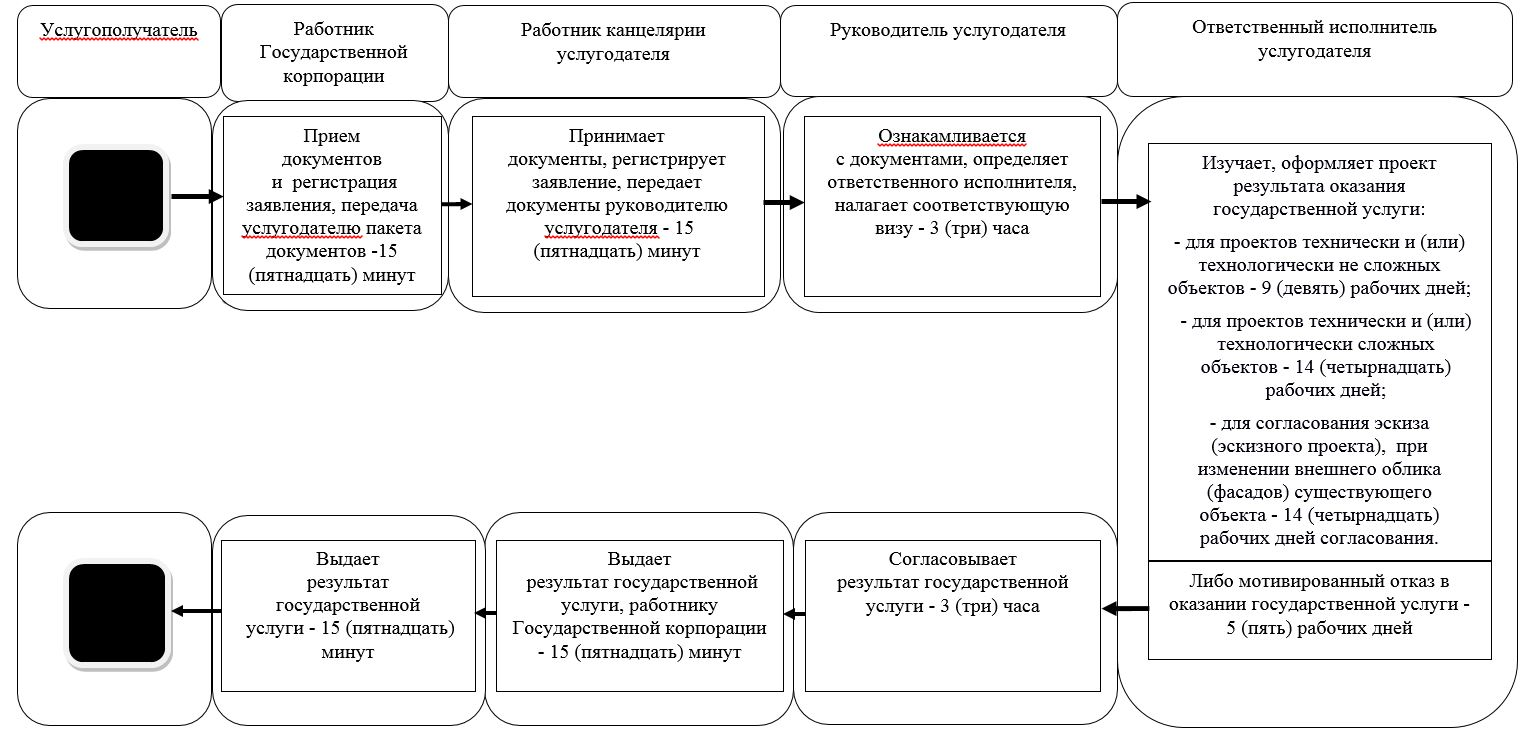 Услугополучатель
Работник
Государственной
корпорации
Работник канцелярии
услугодателя
Руководитель услугодателя
Ответственный исполнитель
услугодателя
Прием
документов
и регистрация
заявления, передача
услугодателю пакета
документов -15
(пятнадцать) минут
Принимает
документы, регистрирует
заявление, передает
документы руководителю
услугодателя - 15
(пятнадцать) минут
Ознакамливается
с документами, определяет
ответственного исполнителя,
налагает соответствующую
визу - 3 (три) часа
Изучает, оформляет проект
результата оказания
государственной услуги:
- для проектов технически и (или)
технологически не сложных
объектов - 9 (девять) рабочих дней;
- для проектов технически и (или)
технологически сложных
объектов - 14 (четырнадцать)
рабочих дней;
- для согласования эскиза
(эскизного проекта), при
изменении внешнего облика
(фасадов) существующего
объекта - 14 (четырнадцать)
рабочих дней согласования.
Либо мотивированный отказ в
оказании государственной услуги -
5 (пять) рабочих дней
Выдает
результат
государственной
услуги - 15 (пятнадцать)
минут
Выдает
результат государственной
услуги, работнику
Государственной корпорации
- 15 (пятнадцать) минут
Согласовывает
результат государственной
услуги - 3 (три) часа